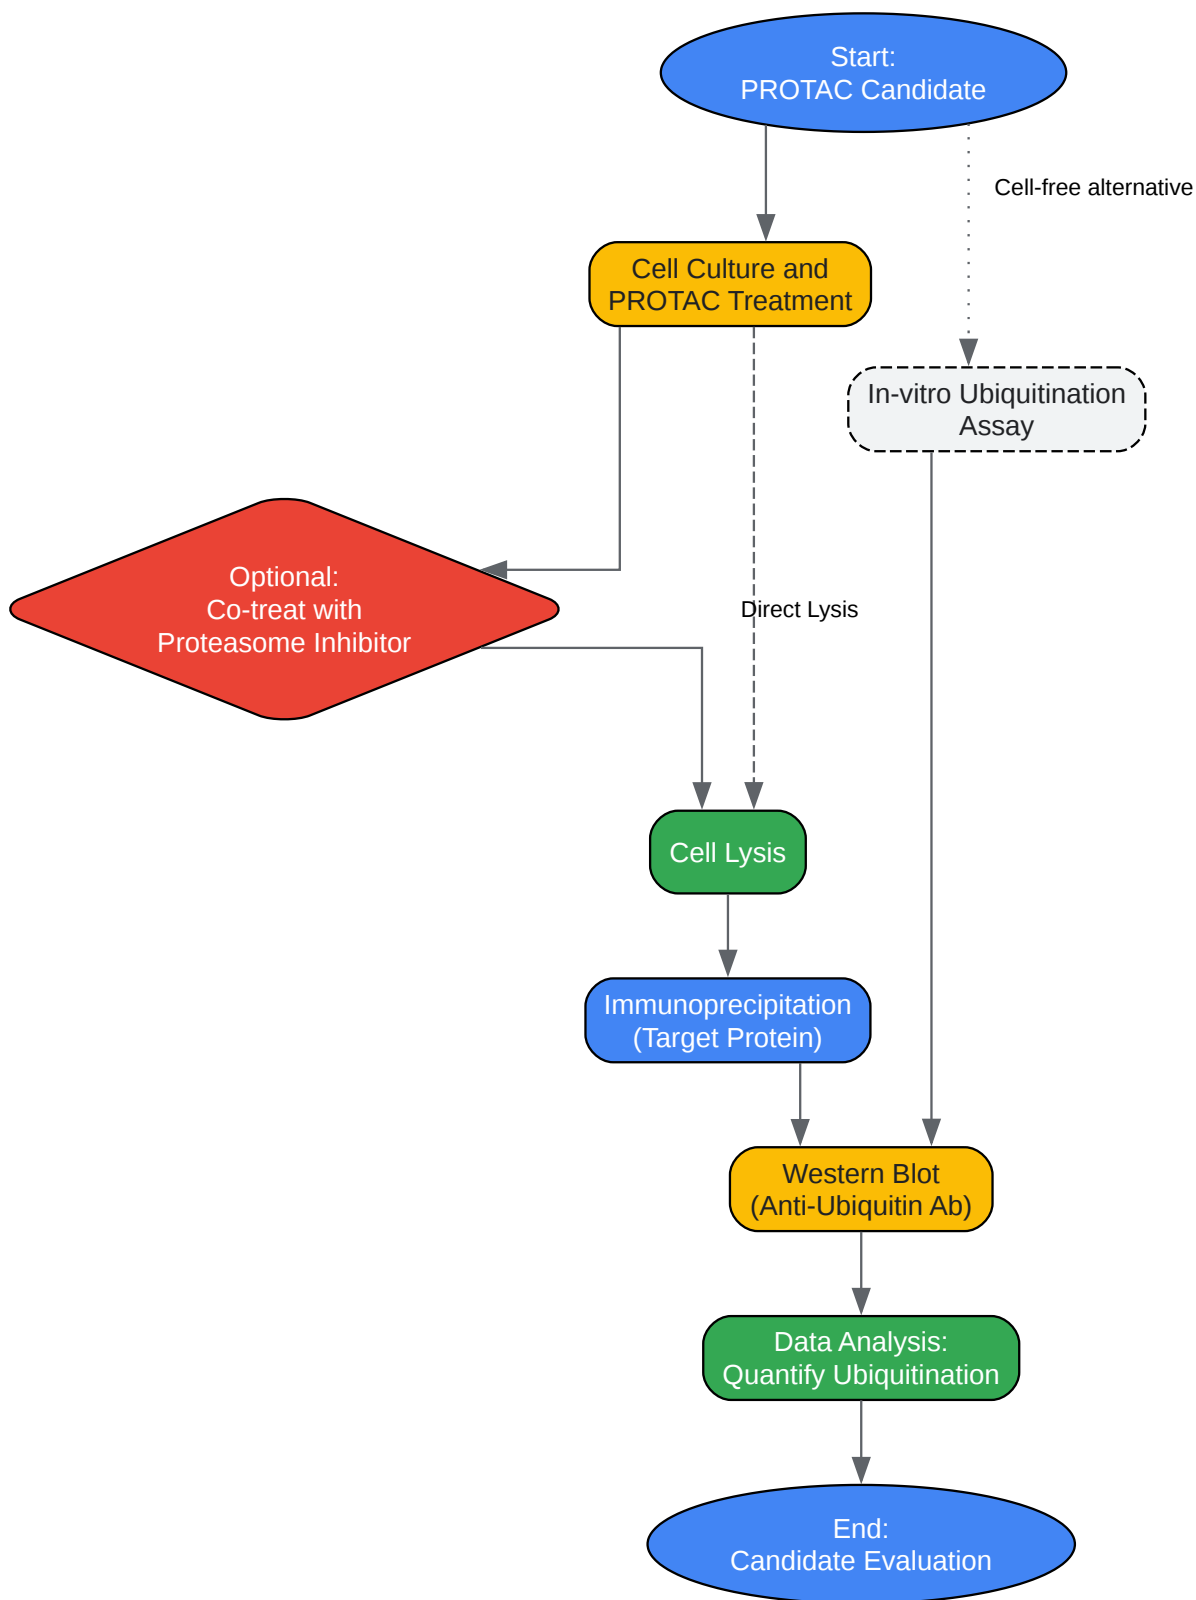 Start:
PROTAC Candidate
Cell-free alternative
Cell Culture and
PROTAC Treatment
In-vitro Ubiquitination
Assay
Optional:
Co-treat with
Proteasome Inhibitor
Direct Lysis
Cell Lysis
Immunoprecipitation
(Target Protein)
Western Blot
(Anti-Ubiquitin Ab)
Data Analysis:
Quantify Ubiquitination
End:
Candidate Evaluation